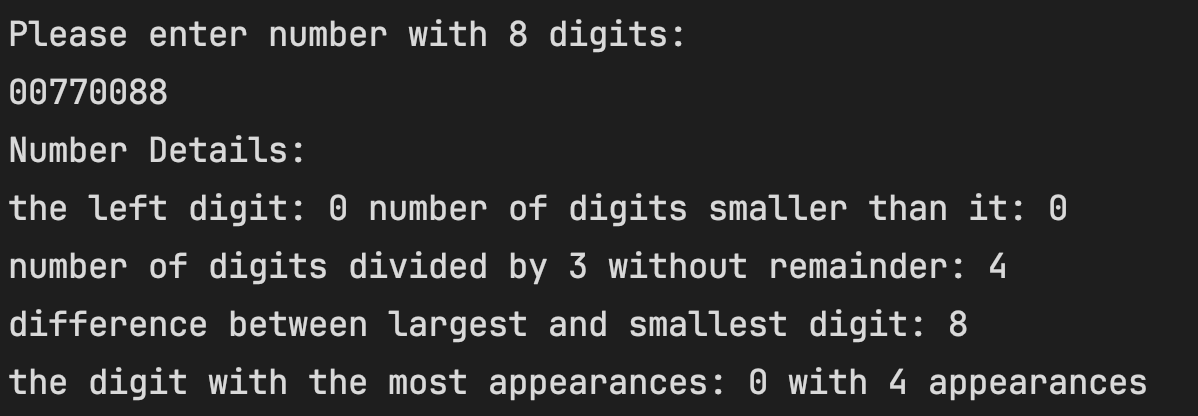 Please enter number with 8 digits:
00770088
Number Details:
the left digit: 0 number of digits smaller than it: 0
number of digits divided by 3 without remainder: 4
difference between largest and smallest digit: 8
the digit with the most appearances: 0 with 4 appearances